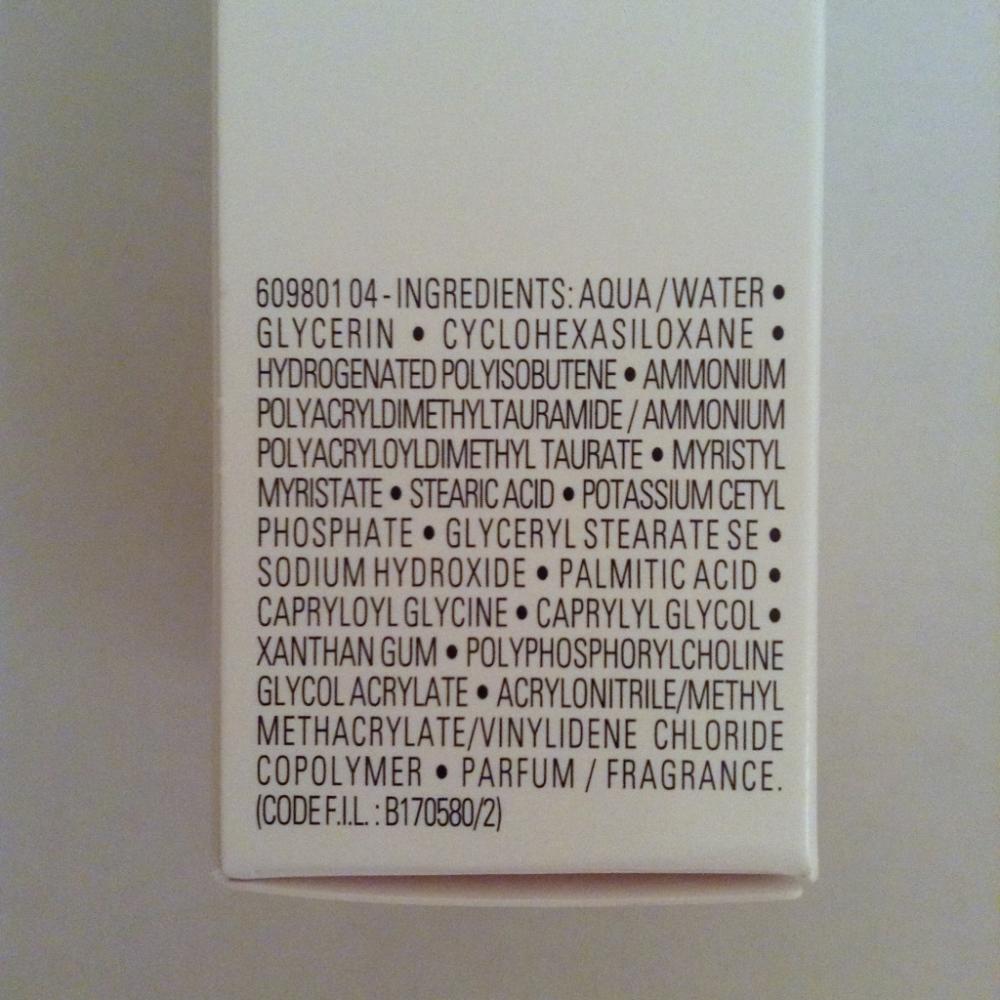 609801 04 - INGREDIENTS: AQUA / WATER •
GLYCERIN • CYCLOHEXASILOXANE •
HYDROGENATED POLYISOBUTENE • AMMONIUM
POLYACRYLDIMETHYLTAURAMIDE / AMMONIUM
POLYACRYLOYLDIMETHYL TAURATE • MYRISTYL
MYRISTATE • STEARIC ACID • POTASSIUM CETYL
PHOSPHATE • GLYCERYL STEARATE SE •
SODIUM HYDROXIDE • PALMITIC ACID •
CAPRYLOYL GLYCINE • CAPRYLYL GLYCOL •
XANTHAN GUM • POLYPHOSPHORYLCHOLINE
GLYCOL ACRYLATE • ACRYLONITRILE/METHYL
METHACRYLATE/VINYLIDENE CHLORIDE
COPOLYMER • PARFUM / FRAGRANCE.
(CODE F.I.L. : B170580/2)